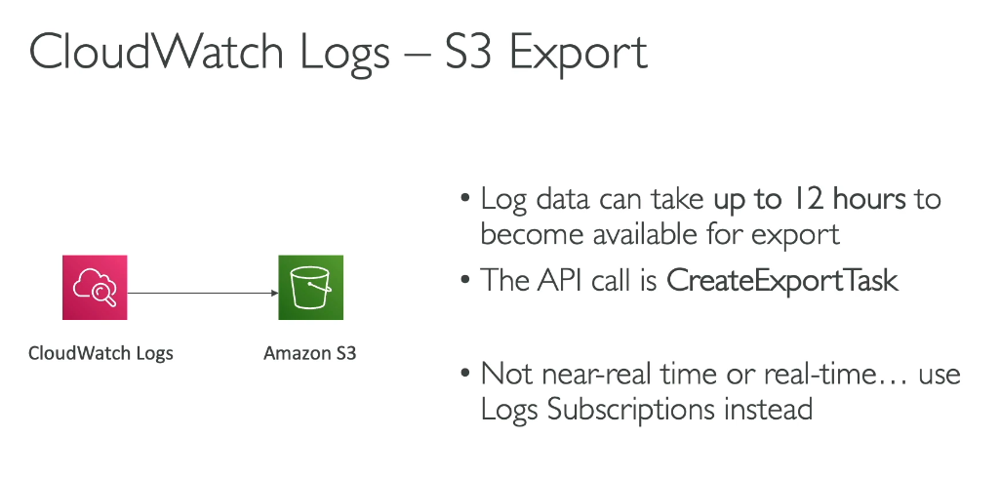 CloudWatch Logs – S3 Export
• Log data can take up to 12 hours to
become available for export
• The API call is CreateExportTask
CloudWatch Logs
Amazon S3
• Not near-real time or real-time… use
Logs Subscriptions instead